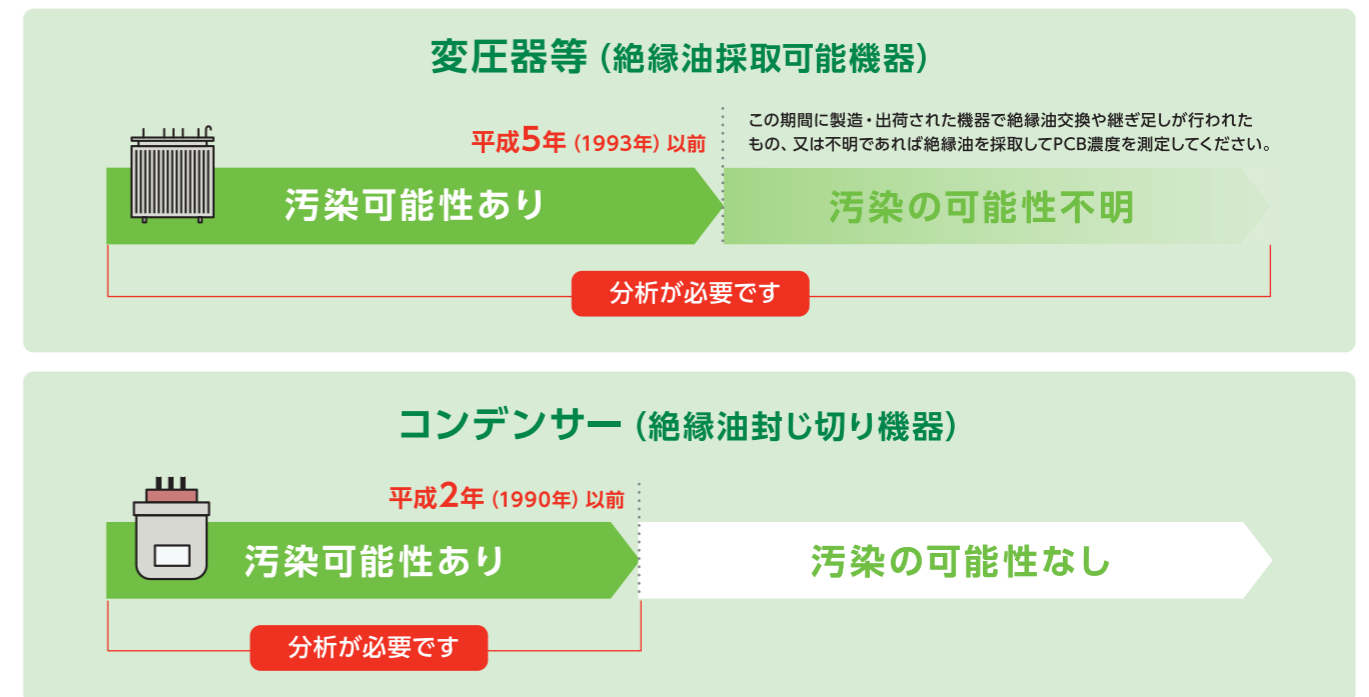 変圧器等(絶縁油採取可能機器)
平成5年(1993年)以前
この期間に製造・出荷された機器で絶縁油交換や継ぎ足しが行われた
もの、又は不明であれば絶縁油を採取してPCB濃度を測定してください。
汚染可能性あり
汚染の可能性不明
分析が必要です
コンデンサー(絶縁油封じ切り機器)
平成2年(1990年)以前
汚染可能性あり
汚染の可能性なし
分析が必要です